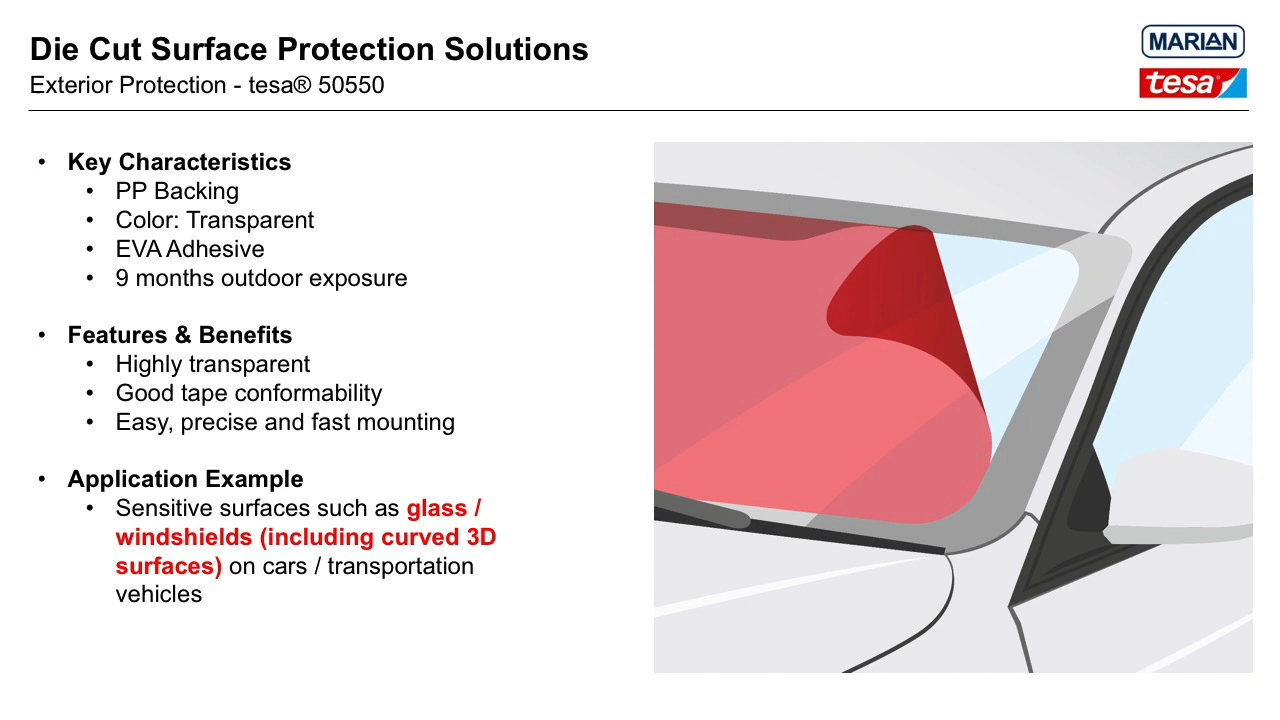 Die Cut Surface Protection Solutions
Exterior Protection - tesa® 50550
MARIAN
tesa®
• Key Characteristics
• PP Backing
• Color: Transparent
• EVA Adhesive
• 9 months outdoor exposure
• Features & Benefits
• Highly transparent
• Good tape conformability
• Easy, precise and fast mounting
• Application Example
• Sensitive surfaces such as glass /
windshields (including curved 3D
surfaces) on cars / transportation
vehicles